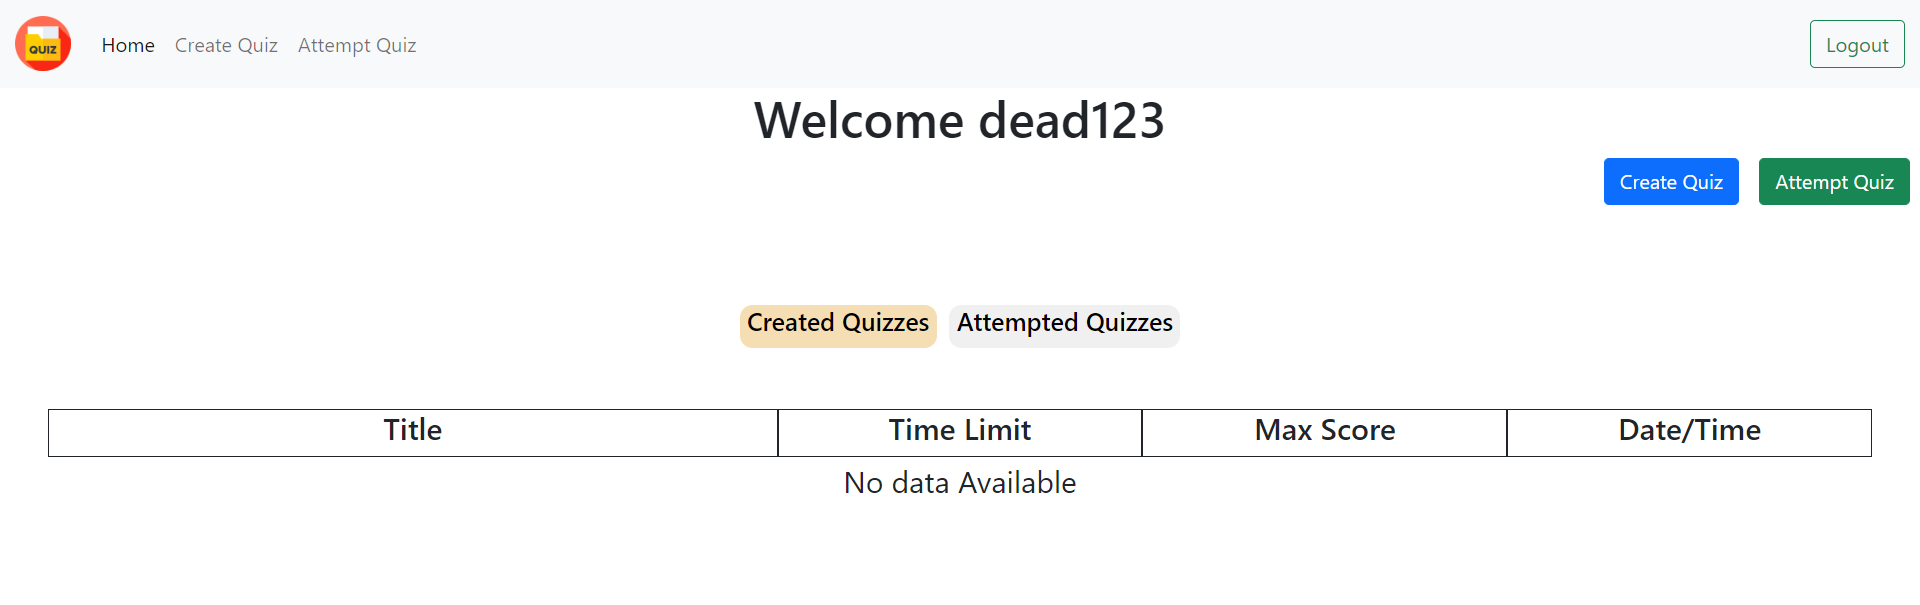 QUIZ
Home Create Quiz Attempt Quiz Logout
Welcome dead123
Create Quiz Attempt Quiz
Created Quizzes Attempted Quizzes
Title Time Limit Max Score Date/Time
No data Available